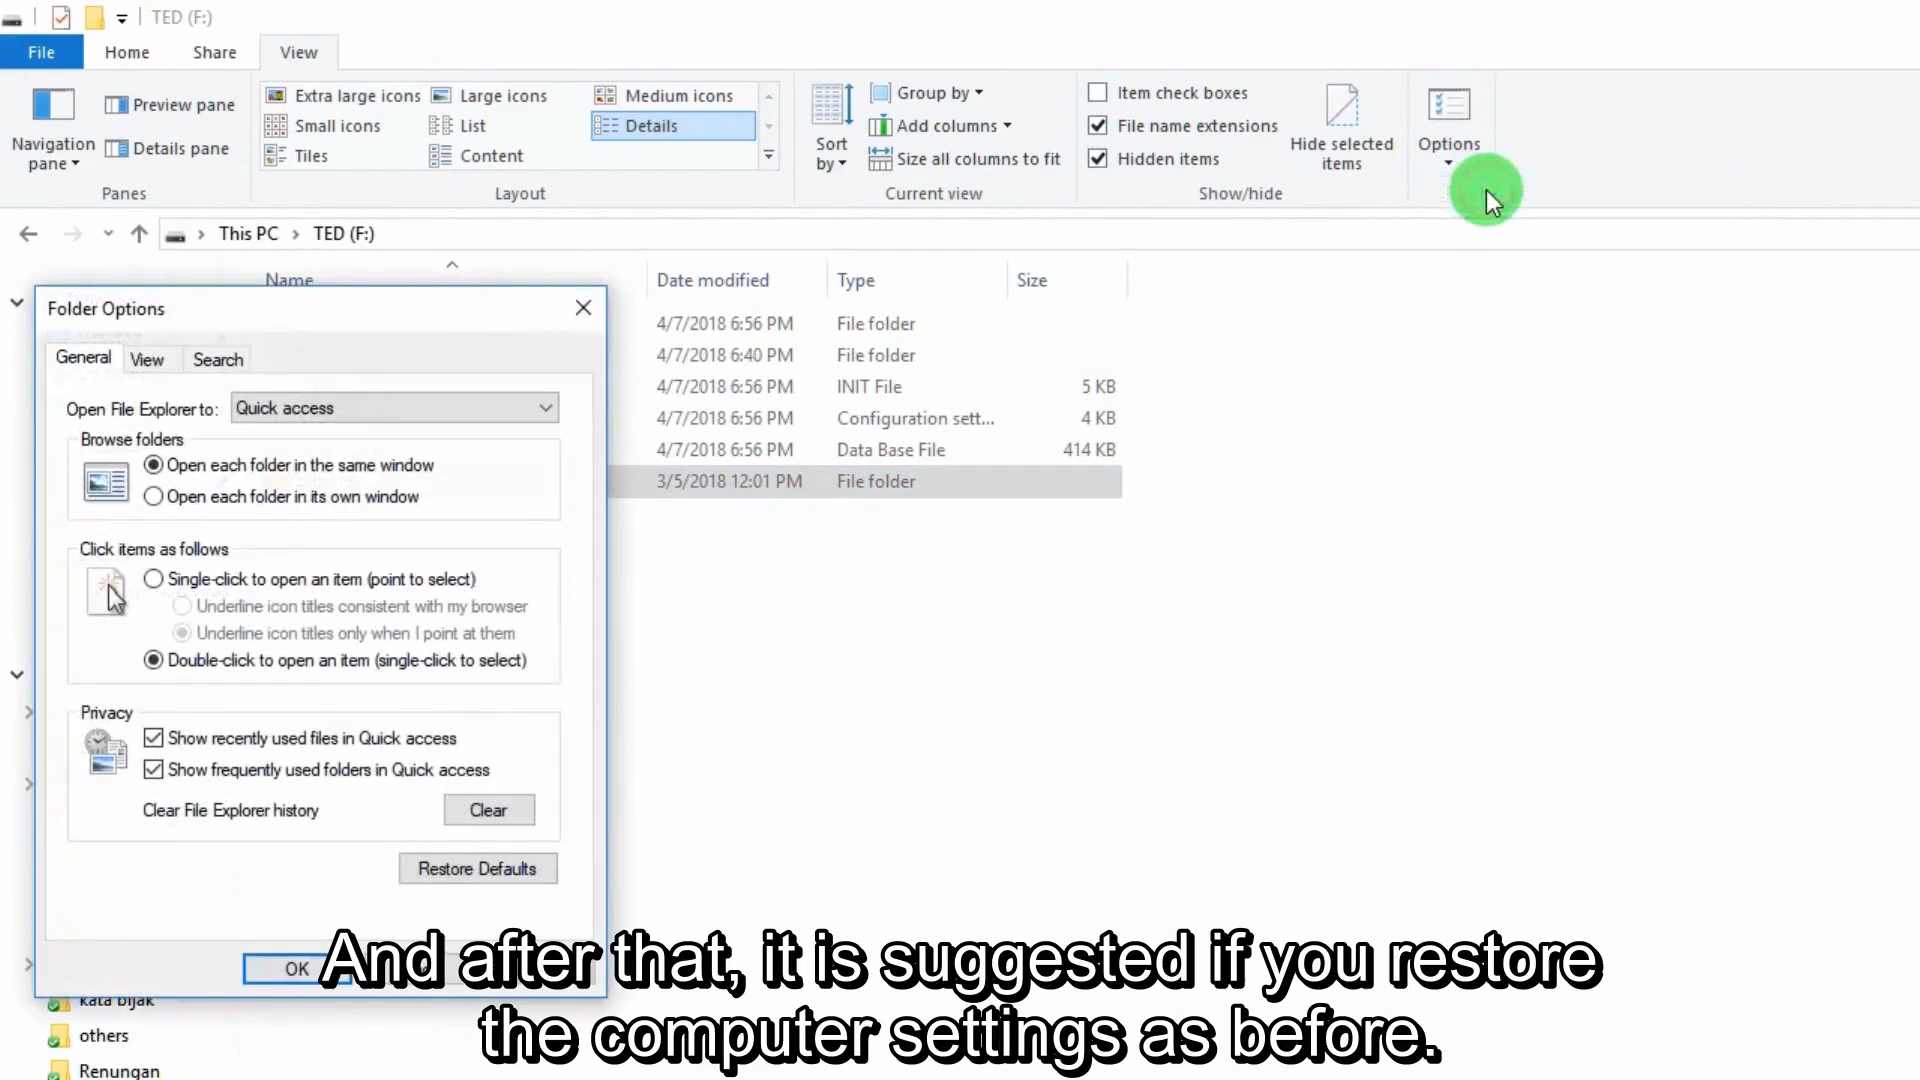 TED (F:)
File Home Share View
Navigation pane
Preview pane
Details pane
Panes
Extra large icons Large icons Medium icons
Small icons List Details
Tiles Content
Layout
Sort by
Group by
Add columns
Size all columns to fit
Current view
Item check boxes
File name extensions
Hidden items
Hide selected items
Show/hide
Options
This PC > TED (F:)
Name Date modified Type Size
4/7/2018 6:56 PM File folder
4/7/2018 6:40 PM File folder
4/7/2018 6:56 PM INIT File 5 KB
4/7/2018 6:56 PM Configuration sett... 4 KB
4/7/2018 6:56 PM Data Base File 414 KB
3/5/2018 12:01 PM File folder
Folder Options
General View Search
Open File Explorer to: Quick access
Browse folders
Open each folder in the same window
Open each folder in its own window
Click items as follows
Single-click to open an item (point to select)
Underline icon titles consistent with my browser
Underline icon titles only when I point at them
Double-click to open an item (single-click to select)
Privacy
Show recently used files in Quick access
Show frequently used folders in Quick access
Clear File Explorer history Clear
Restore Defaults
OK
kata bijak
others
Renungan
And after that, it is suggested if you restore
the computer settings as before.